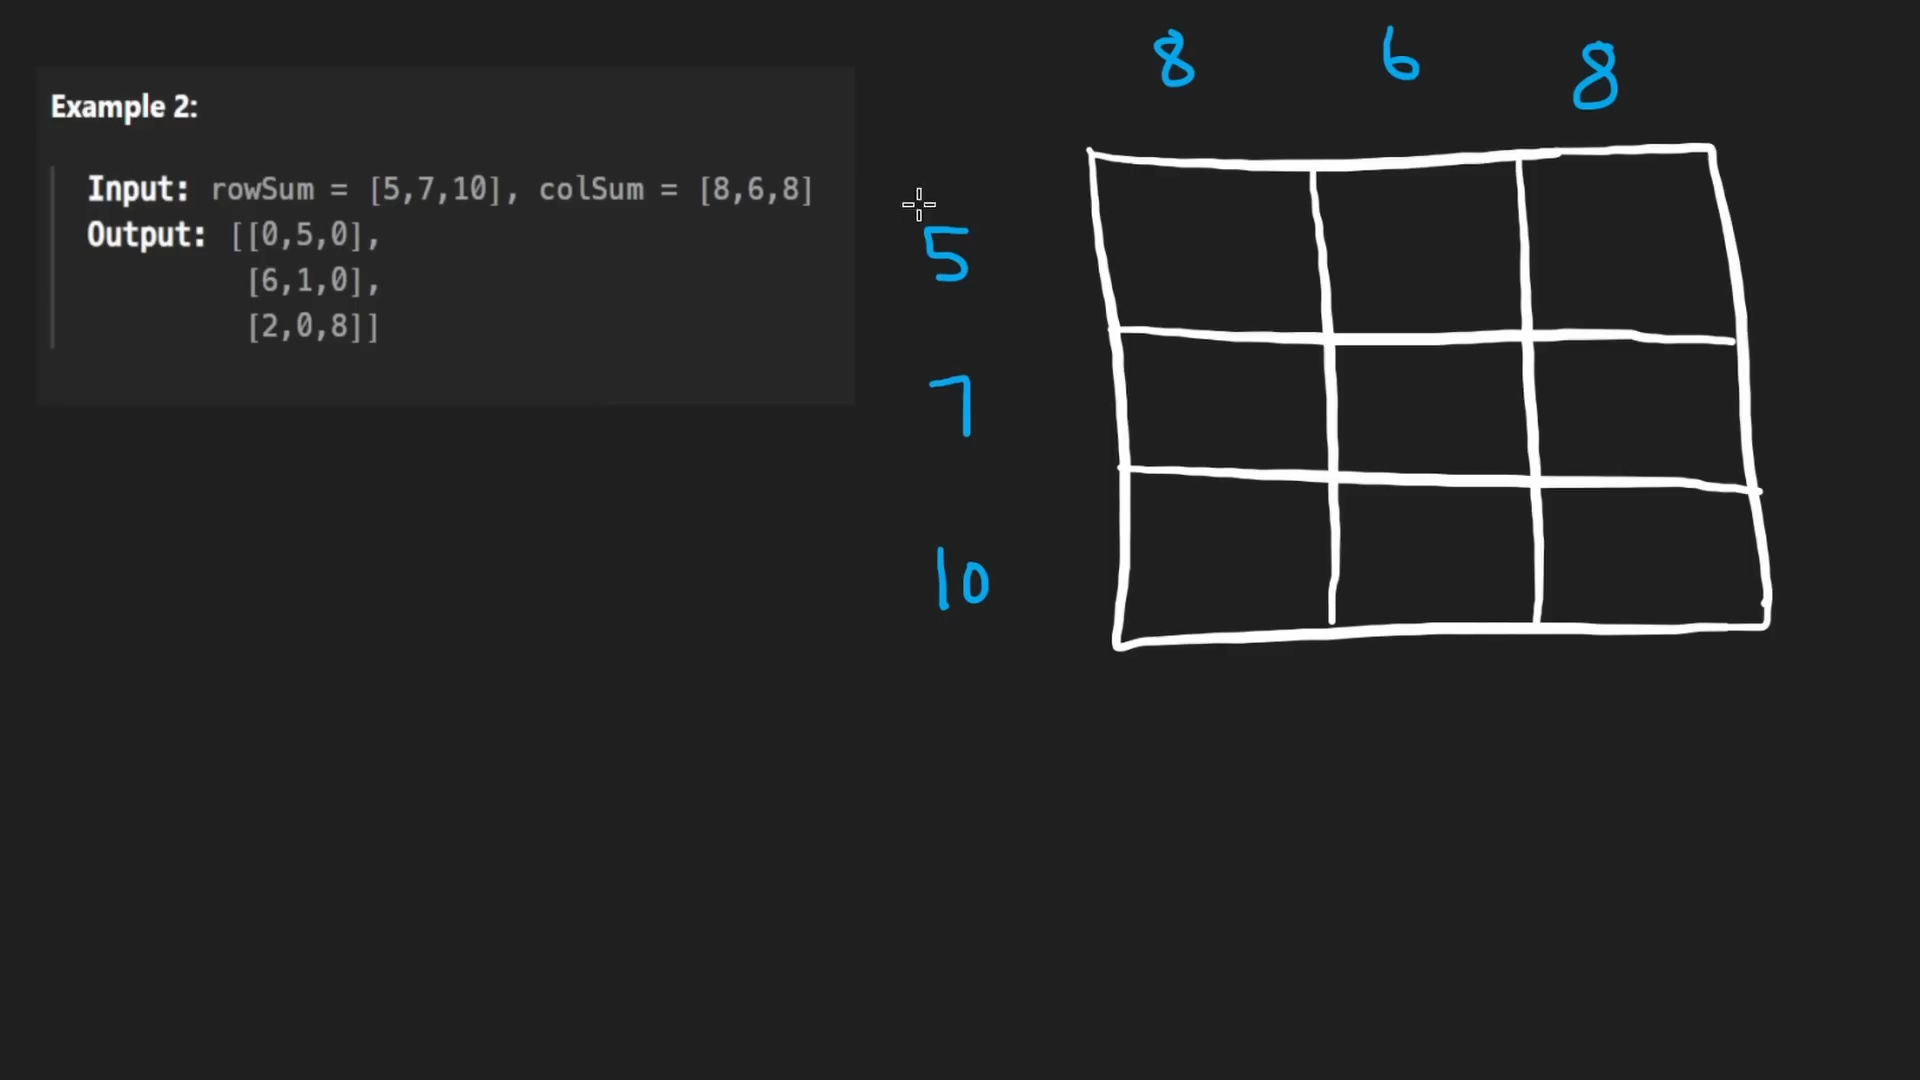 Example 2:
Input: rowSum = [5,7,10], colSum = [8,6,8]
Output: [[0,5,0],
[6,1,0],
[2,0,8]]
8 6 8
5
7
10